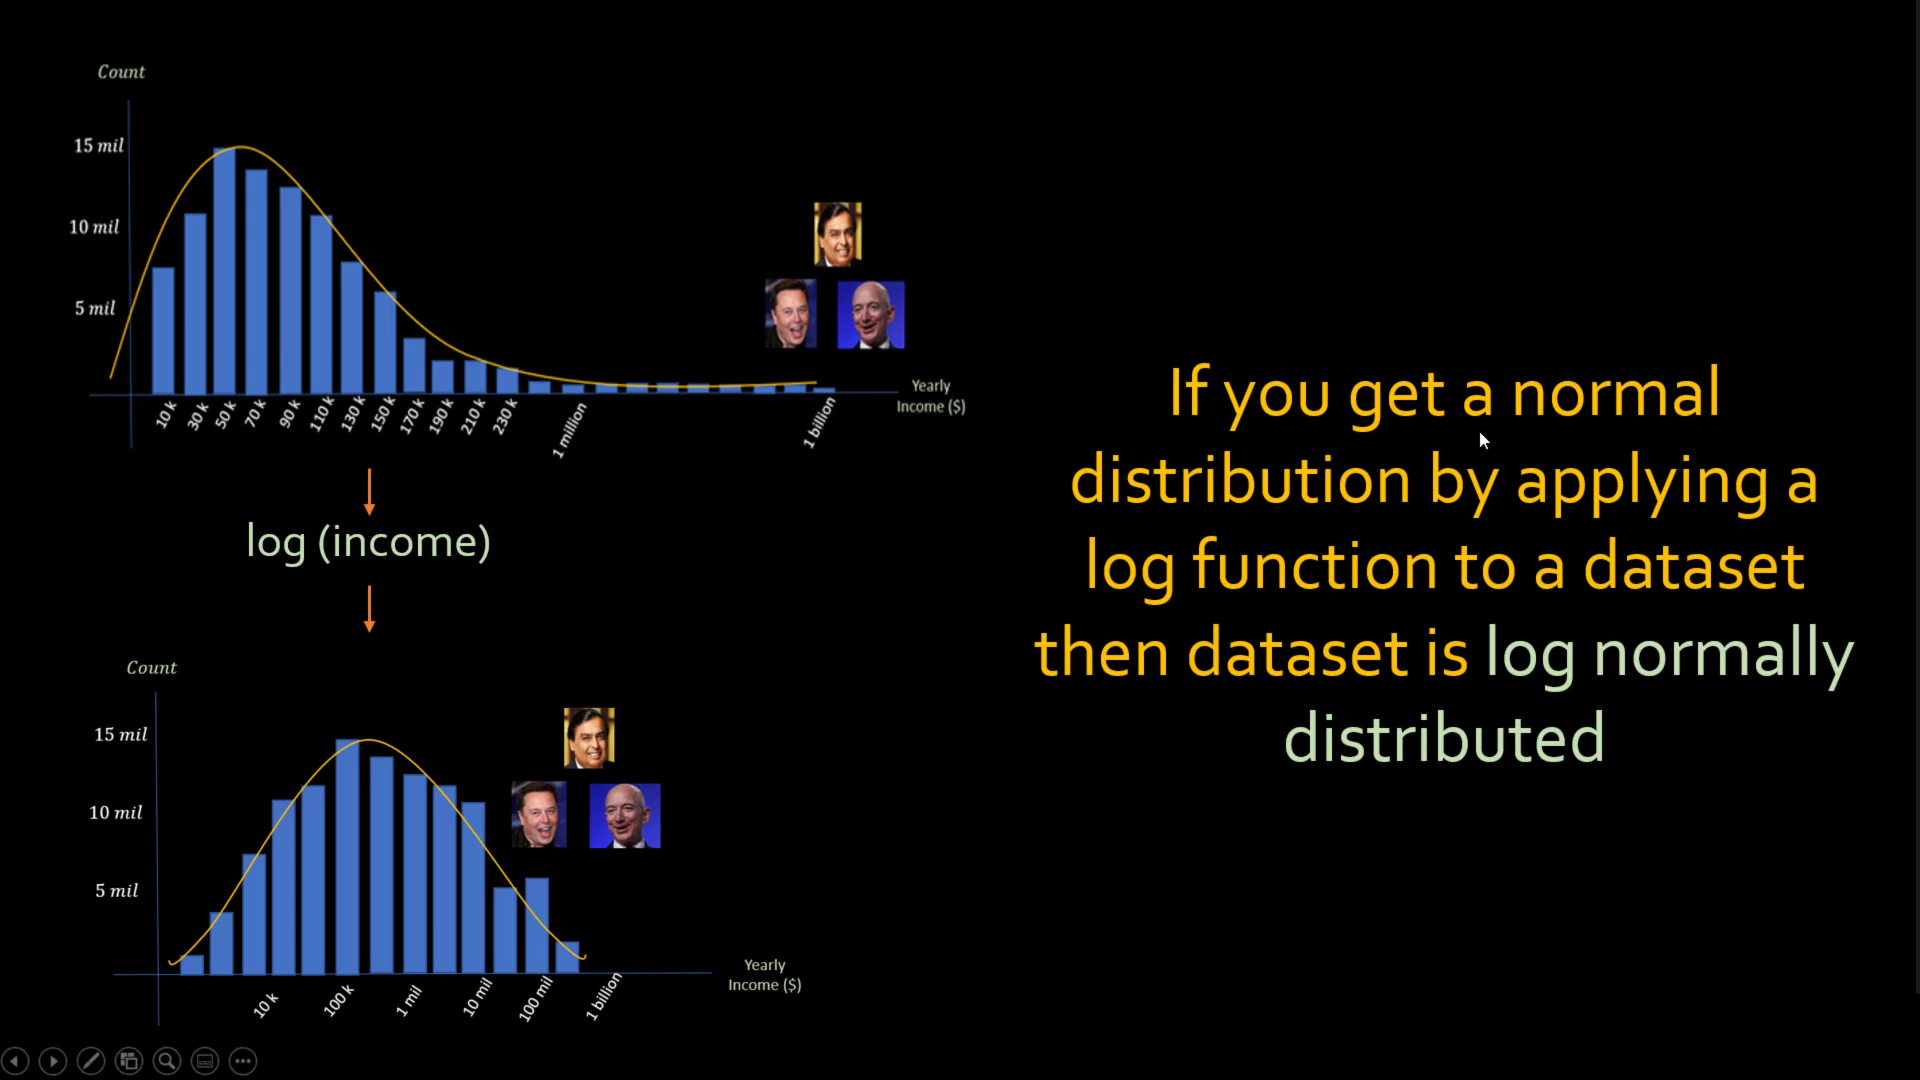 Count
15 mil
10 mil
5 mil
10 k 30 k 50 k 70 k 90 k 110 k 130 k 150 k 170 k 190 k 210 k 230 k 1 million 1 billion
Yearly
Income ($)
log (income)
Count
15 mil
10 mil
5 mil
10 k 100 k 1 mil 10 mil 100 mil 1 billion
Yearly
Income ($)
If you get a normal
distribution by applying a
log function to a dataset
then dataset is log normally
distributed